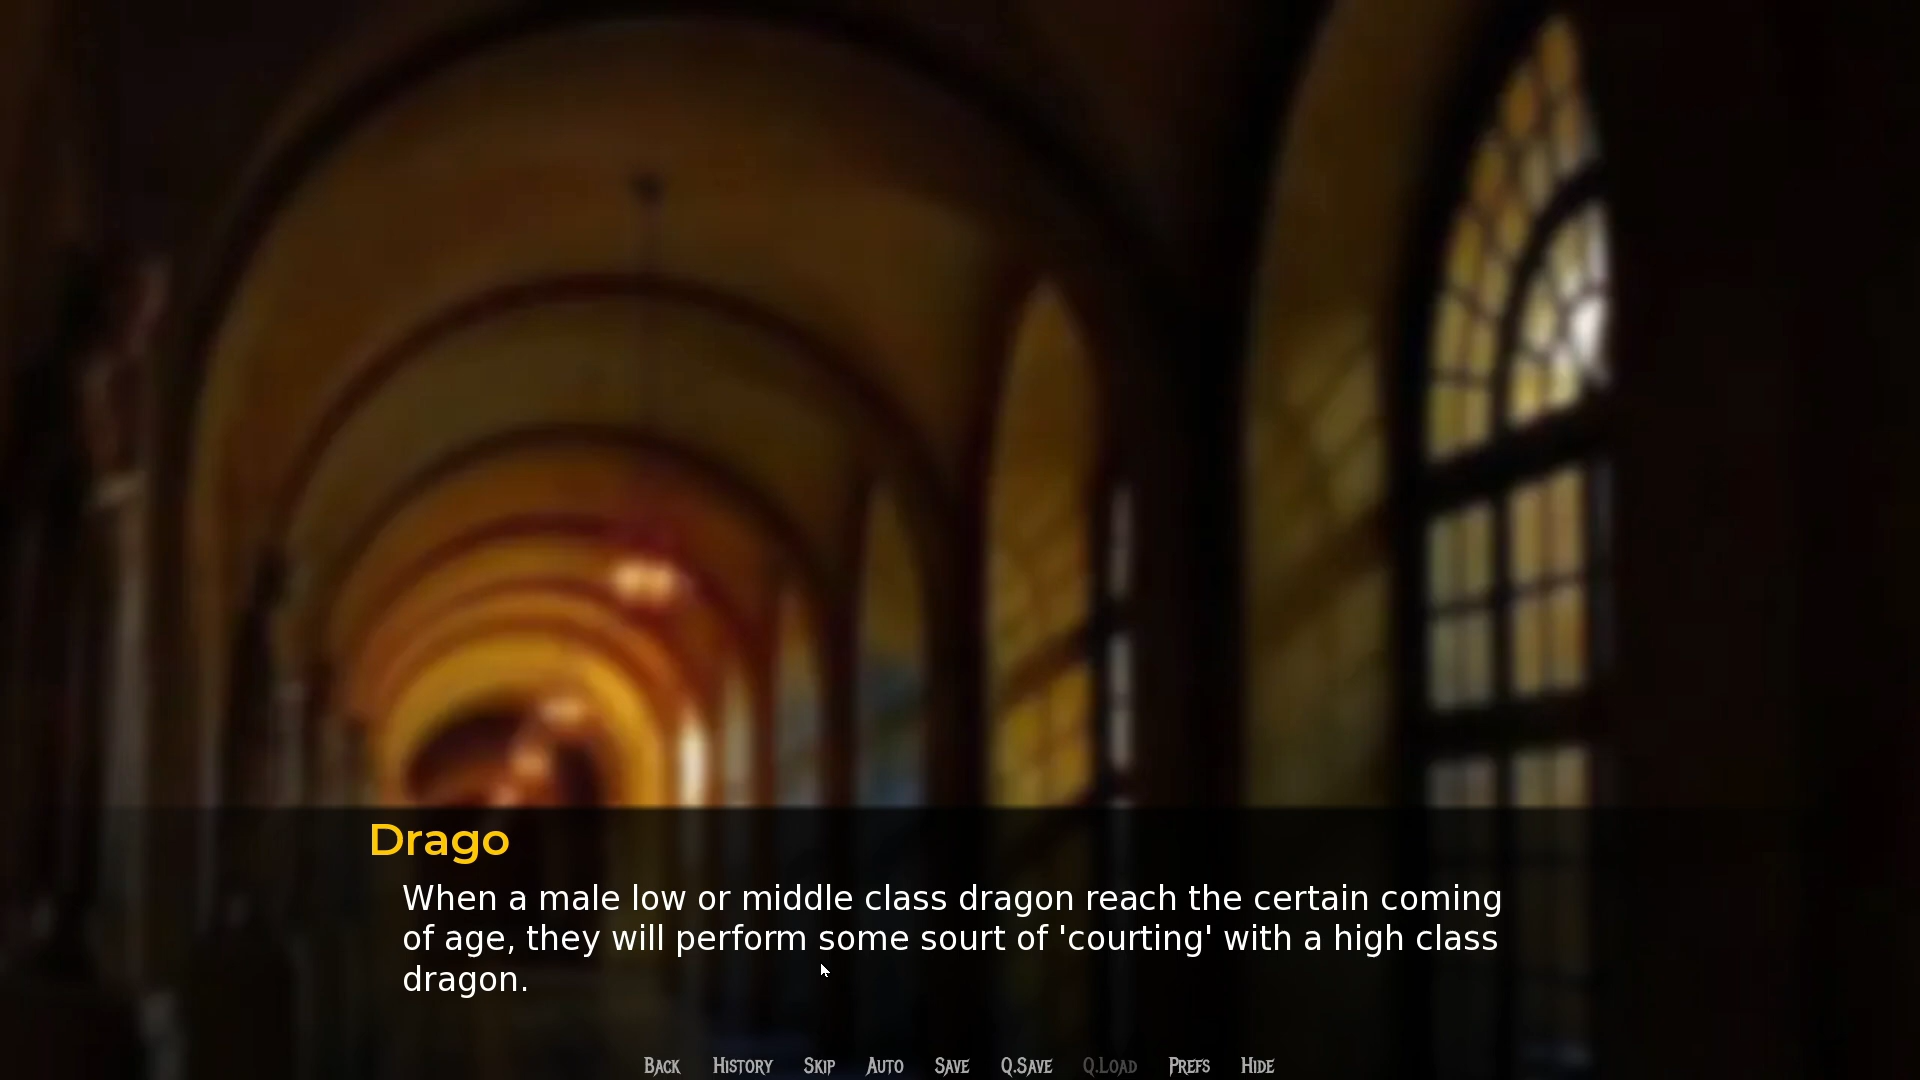 Drago
When a male low or middle class dragon reach the certain coming
of age, they will perform some sourt of 'courting' with a high class
dragon.
Back History Skip Auto Save Q.Save Q.Load Prefs Hide